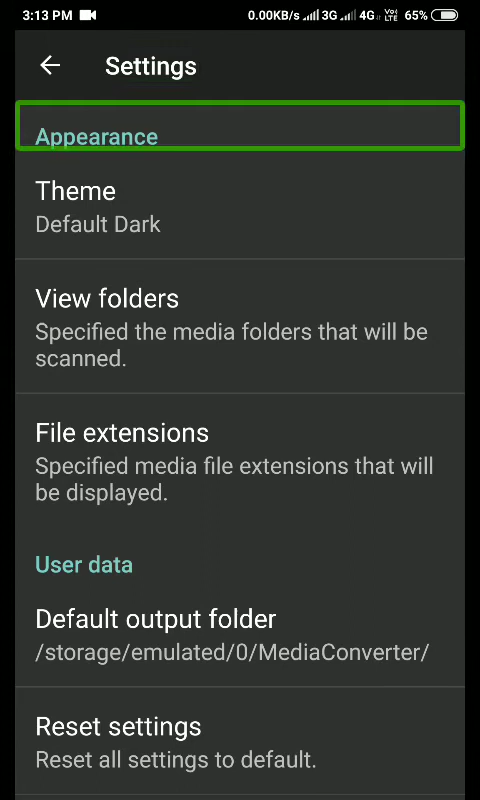 3:13 PM 0.00KB/s 3G 4G Vo LTE 65%
Settings
Appearance
Theme
Default Dark
View folders
Specified the media folders that will be
scanned.
File extensions
Specified media file extensions that will
be displayed.
User data
Default output folder
/storage/emulated/0/MediaConverter/
Reset settings
Reset all settings to default.